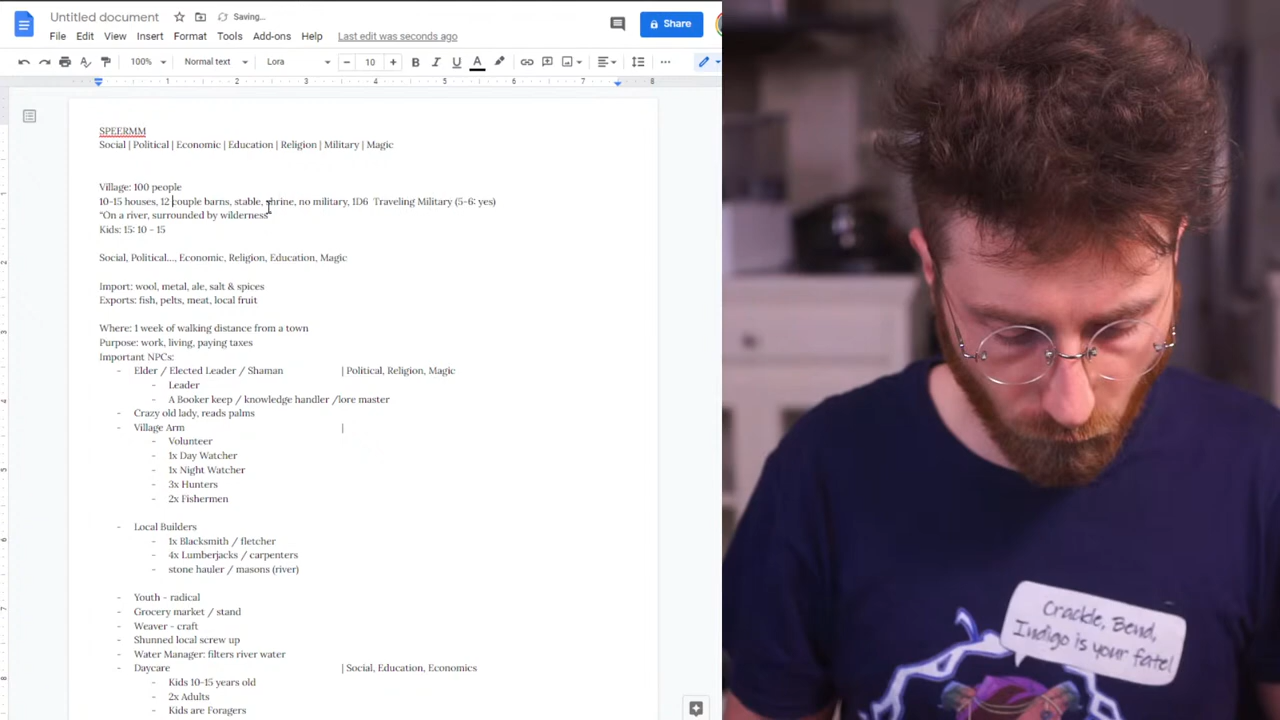 Untitled document
Saving...
Share
File Edit View Insert Format Tools Add-ons Help Last edit was seconds ago
100% Normal text Lora 10 B I U A
1 2 3 4 5 6 7 8
SPEERMM
Social | Political | Economic | Education | Religion | Military | Magic
Village: 100 people
10-15 houses, 12 couple barns, stable, shrine, no military, 1D6 Traveling Military (5-6: yes)
"On a river, surrounded by wilderness"
Kids: 15: 10 - 15
Social, Political..., Economic, Religion, Education, Magic
Import: wool, metal, ale, salt & spices
Exports: fish, pelts, meat, local fruit
Where: 1 week of walking distance from a town
Purpose: work, living, paying taxes
Important NPCs:
- Elder / Elected Leader / Shaman | Political, Religion, Magic
- Leader
- A Booker keep / knowledge handler /lore master
- Crazy old lady, reads palms
- Village Arm |
- Volunteer
- 1x Day Watcher
- 1x Night Watcher
- 3x Hunters
- 2x Fishermen
- Local Builders
- 1x Blacksmith / fletcher
- 4x Lumberjacks / carpenters
- stone hauler / masons (river)
- Youth - radical
- Grocery market / stand
- Weaver - craft
- Shunned local screw up
- Water Manager: filters river water
- Daycare | Social, Education, Economics
- Kids 10-15 years old
- 2x Adults
- Kids are Foragers
Crackle, Bend,
Indigo is your fate!